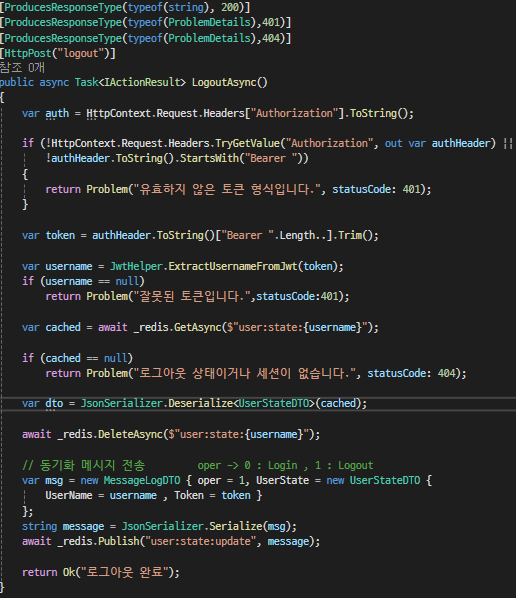 [ProducesResponseType(typeof(string), 200)]
[ProducesResponseType(typeof(ProblemDetails),401)]
[ProducesResponseType(typeof(ProblemDetails),404)]
[HttpPost("logout")]
참조 0개
public async Task<IActionResult> LogoutAsync()
{
var auth = HttpContext.Request.Headers["Authorization"].ToString();
if (!HttpContext.Request.Headers.TryGetValue("Authorization", out var authHeader) ||
!authHeader.ToString().StartsWith("Bearer "))
{
return Problem("유효하지 않은 토큰 형식입니다.", statusCode: 401);
}
var token = authHeader.ToString()["Bearer ".Length..].Trim();
var username = JwtHelper.ExtractUsernameFromJwt(token);
if (username == null)
return Problem("잘못된 토큰입니다.",statusCode:401);
var cached = await _redis.GetAsync($"user:state:{username}");
if (cached == null)
return Problem("로그아웃 상태이거나 세션이 없습니다.", statusCode: 404);
var dto = JsonSerializer.Deserialize<UserStateDTO>(cached);
await _redis.DeleteAsync($"user:state:{username}");
// 동기화 메시지 전송 oper -> 0 : Login , 1 : Logout
var msg = new MessageLogDTO { oper = 1, UserState = new UserStateDTO {
UserName = username , Token = token }
};
string message = JsonSerializer.Serialize(msg);
await _redis.Publish("user:state:update", message);
return Ok("로그아웃 완료");
}